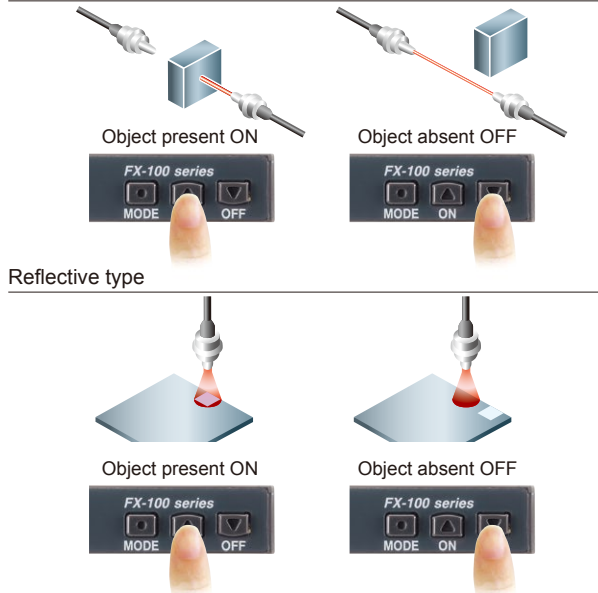 Object present ON
Object absent OFF
FX-100 series
MODE
OFF
FX-100 series
MODE
ON
Reflective type
Object present ON
Object absent OFF
FX-100 series
MODE
OFF
FX-100 series
MODE
ON